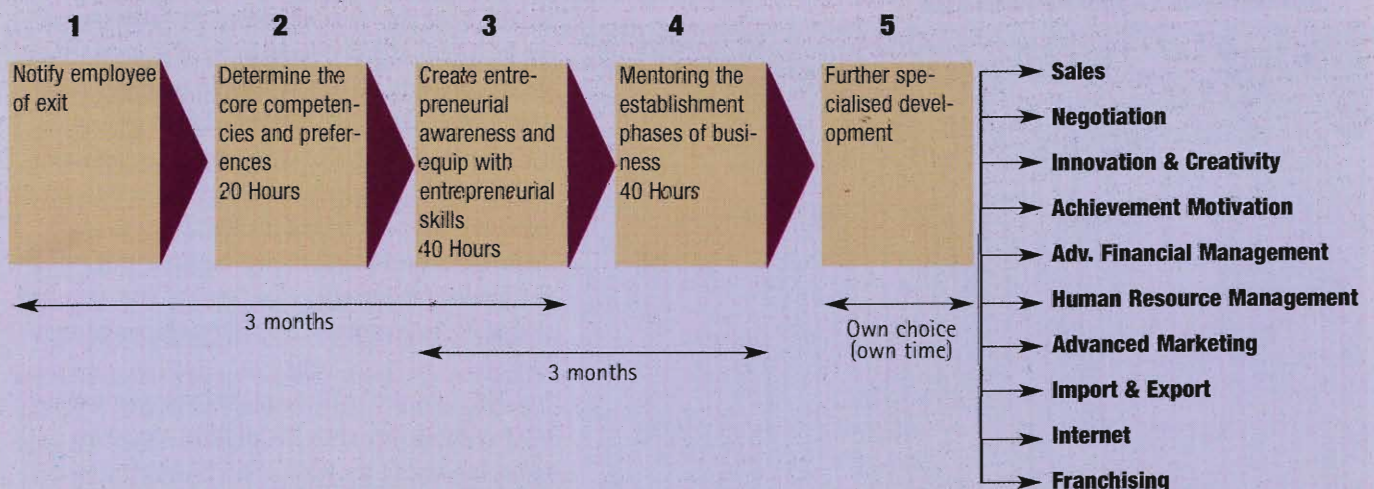 1
2
3
4
5
Notify employee
of exit
Determine the
core competen-
cies and prefer-
ences
20 Hours
Create entre-
preneurial
awareness and
equip with
entrepreneurial
skills
40 Hours
Mentoring the
establishment
phases of busi-
ness
40 Hours
Further spe-
cialised devel-
opment
Sales
Negotiation
Innovation & Creativity
Achievement Motivation
Adv. Financial Management
Human Resource Management
Advanced Marketing
Import & Export
Internet
Franchising
3 months
3 months
Own choice
(own time)